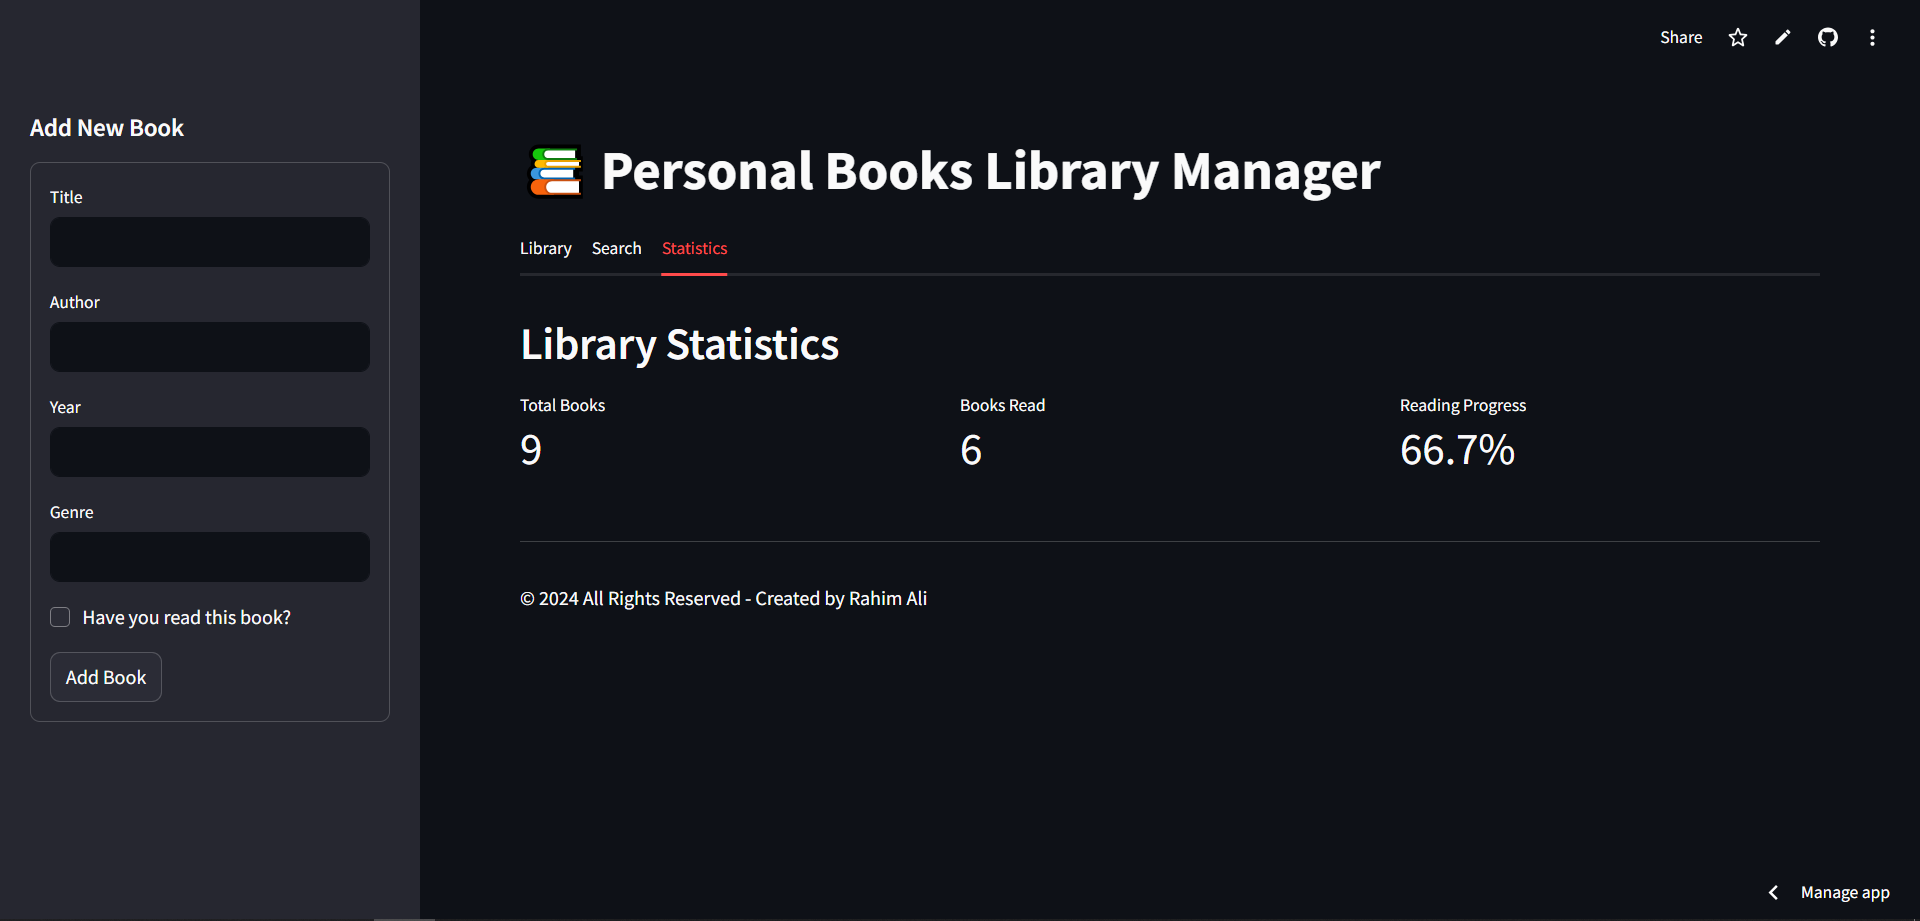 Share
Add New Book
Title
Author
Year
Genre
Have you read this book?
Add Book
Personal Books Library Manager
Library Search Statistics
Library Statistics
Total Books Books Read Reading Progress
9 6 66.7%
© 2024 All Rights Reserved - Created by Rahim Ali
Manage app